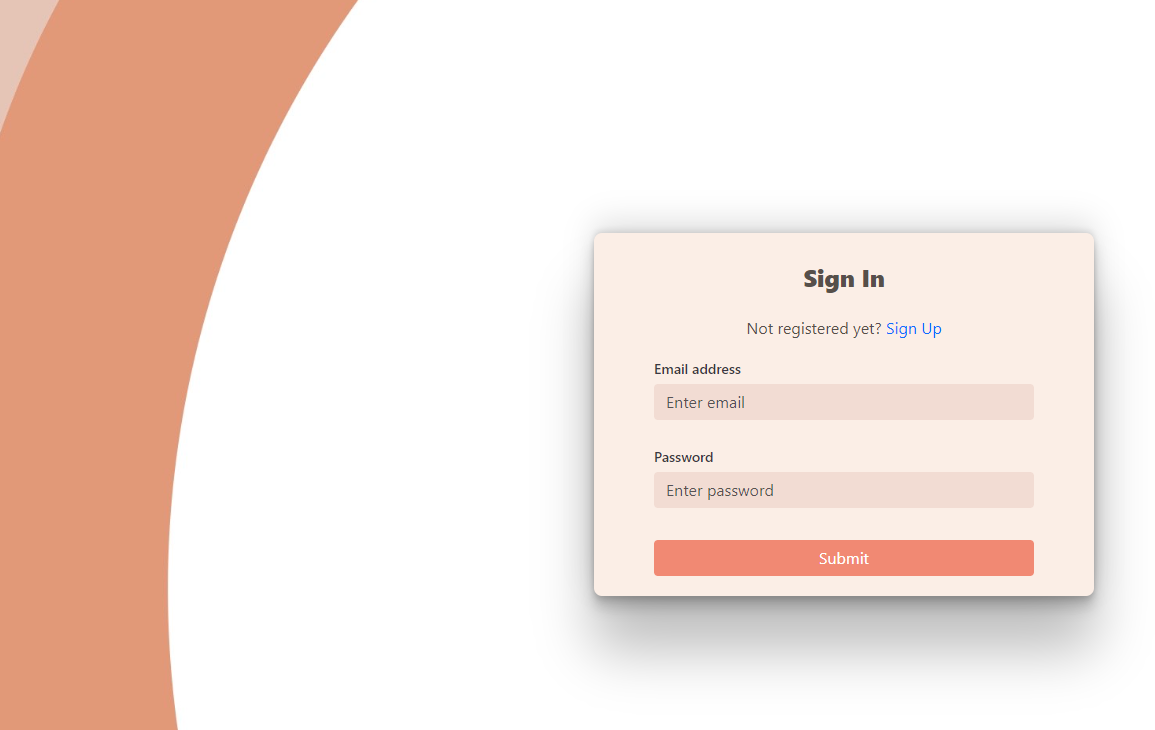 Sign In
Not registered yet? Sign Up
Email address
Enter email
Password
Enter password
Submit